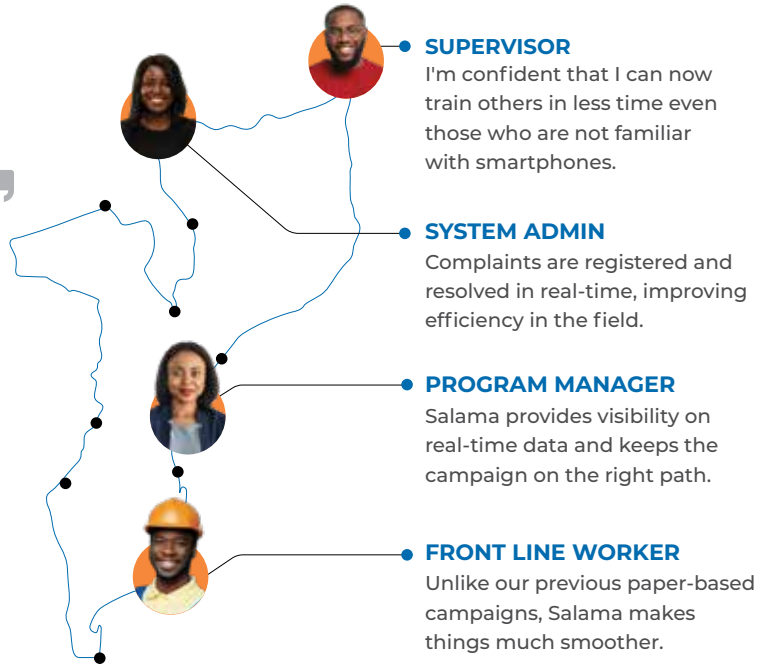 SUPERVISOR
I'm confident that I can now
train others in less time even
those who are not familiar
with smartphones.
SYSTEM ADMIN
Complaints are registered and
resolved in real-time, improving
efficiency in the field.
PROGRAM MANAGER
Salama provides visibility on
real-time data and keeps the
campaign on the right path.
FRONT LINE WORKER
Unlike our previous paper-based
campaigns, Salama makes
things much smoother.